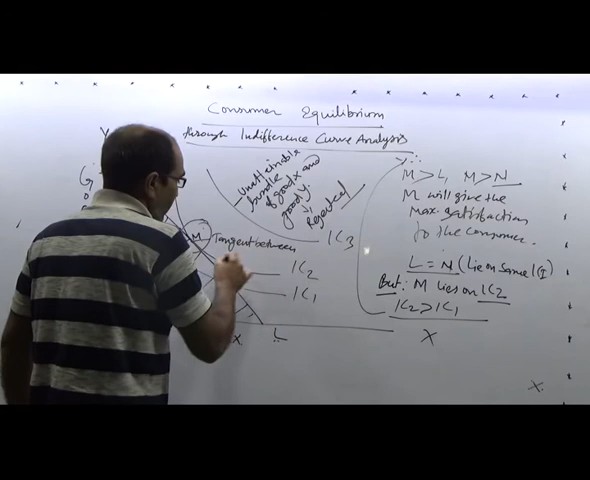 Consumer Equilibrium
through Indifference Curve Analysis
Y
G
Unattainable
bundle
of good x and
good y.
Rejected
IC3
M
Tangent between
IC2
IC1
X L
X
M > L, M > N
M will give the
Max. satisfaction
to the consumer.
L = N (Lie on same IC1)
But: M lies on IC2
IC2 > IC1
X